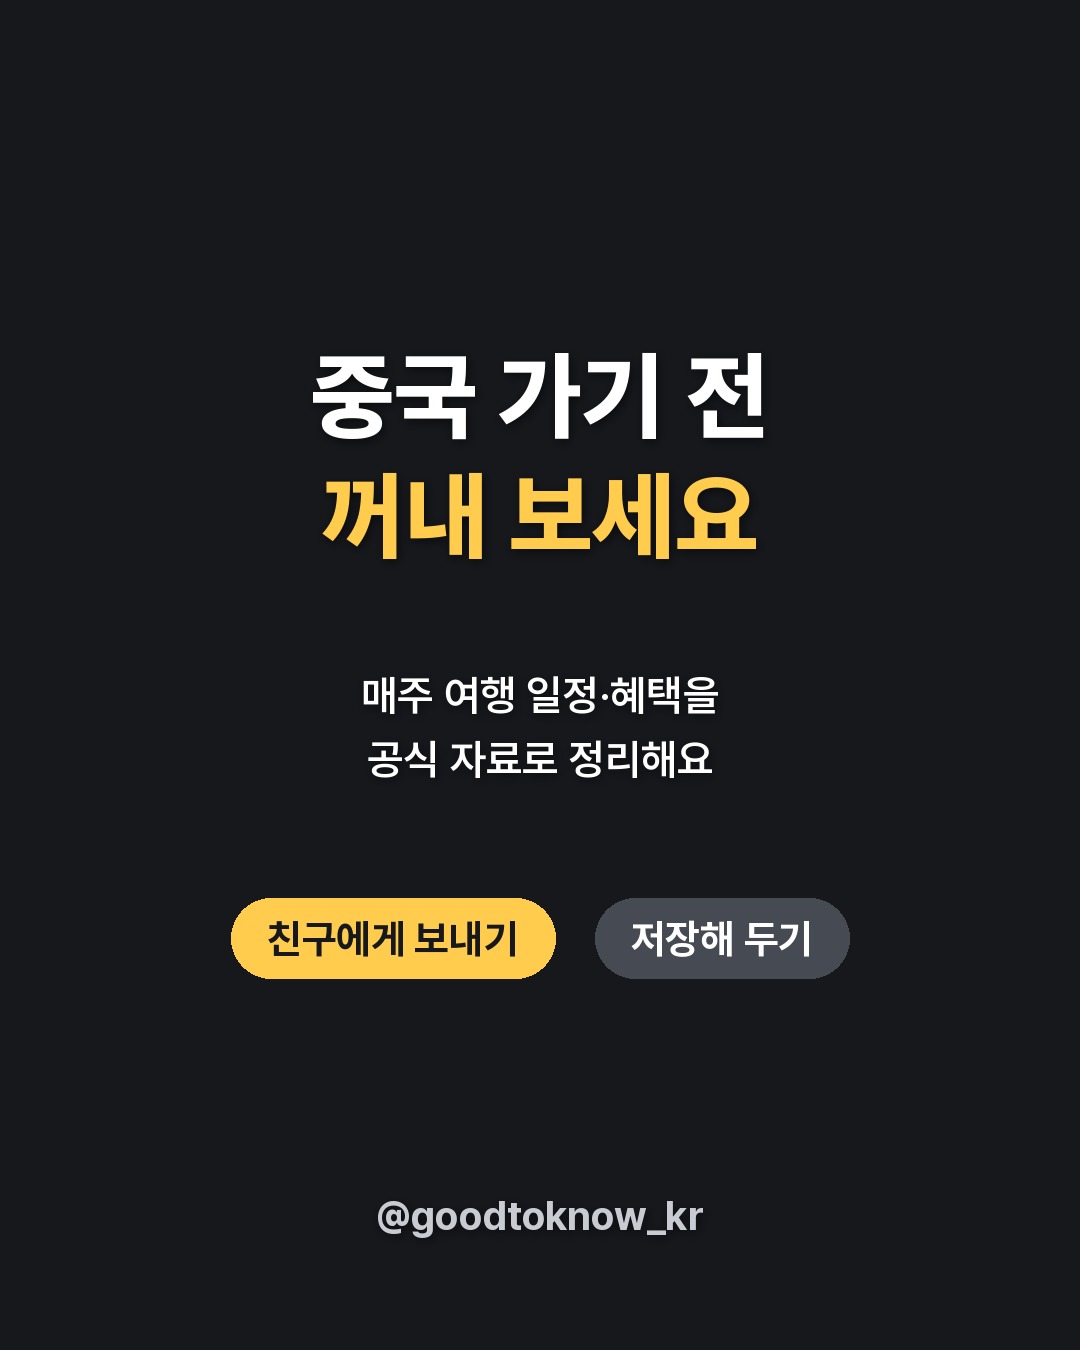 중국 가기 전
꺼내 보세요
매주 여행 일정·혜택을
공식 자료로 정리해요
친구에게 보내기
저장해 두기
@goodtoknow_kr